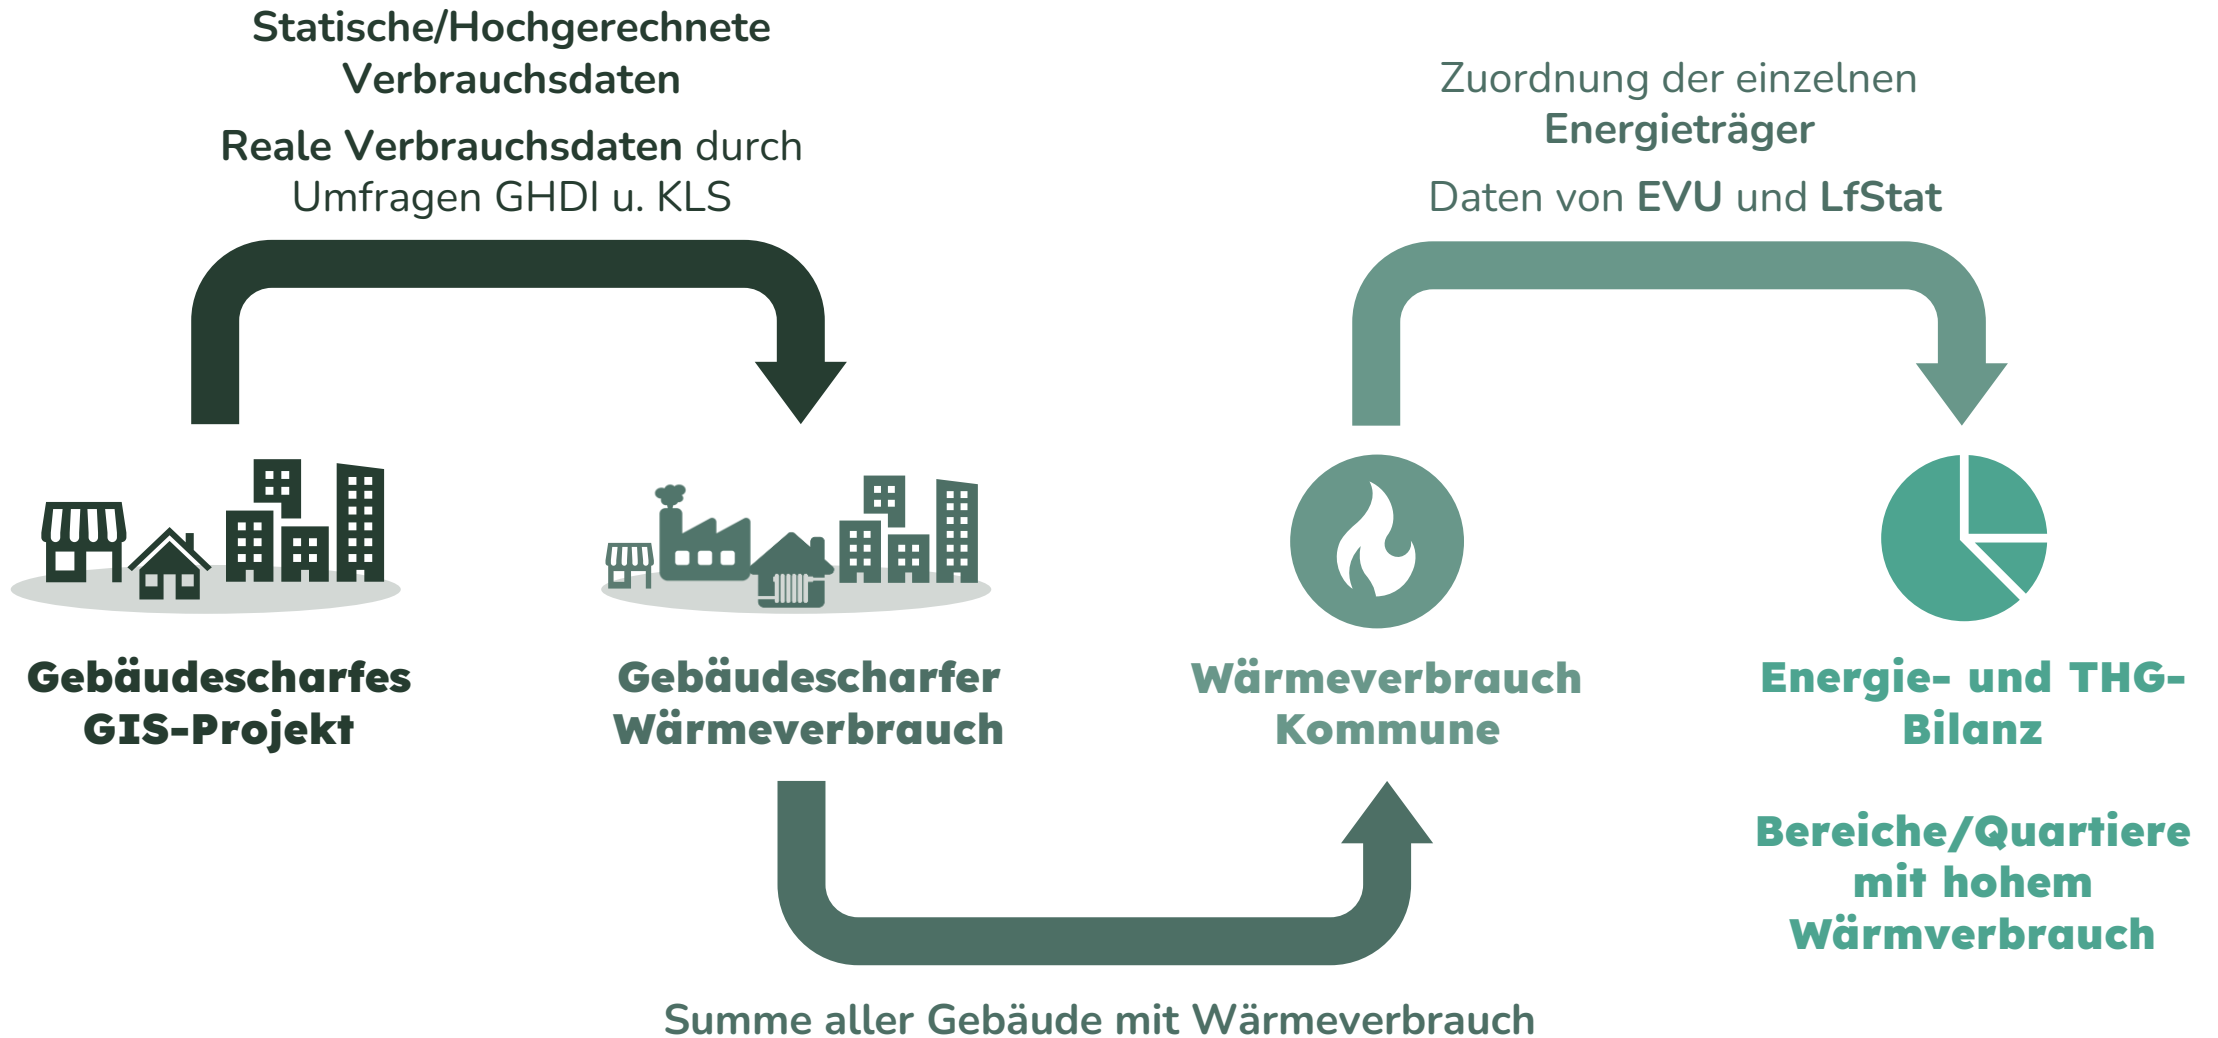 Statische/Hochgerechnete
Verbrauchsdaten
Reale Verbrauchsdaten durch
Umfragen GHDI u. KLS
Zuordnung der einzelnen
Energieträger
Daten von EVU und LfStat
Gebäudescharfes
GIS-Projekt
Gebäudescharfer
Wärmeverbrauch
Wärmeverbrauch
Kommune
Energie- und THG-
Bilanz
Bereiche/Quartiere
mit hohem
Wärmverbrauch
Summe aller Gebäude mit Wärmeverbrauch